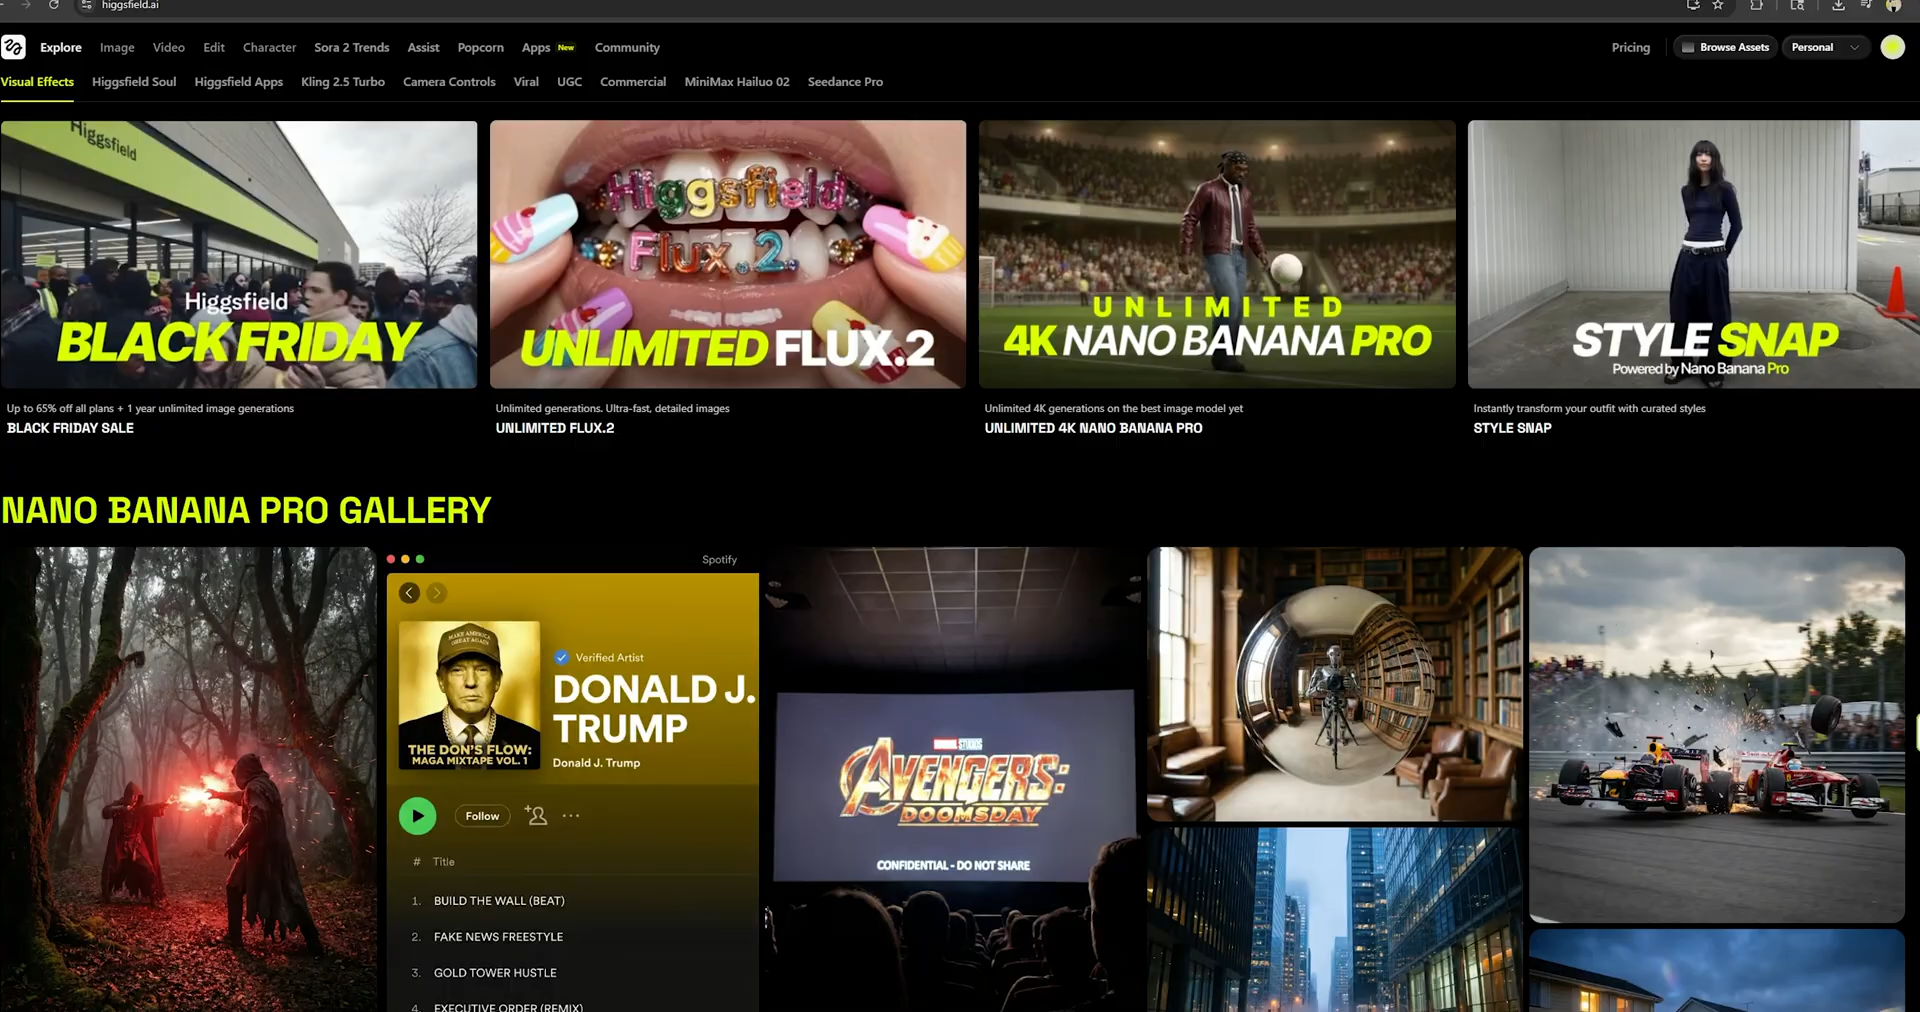 higgsfield.ai
Explore Image Video Edit Character Sora 2 Trends Assist Popcorn Apps New Community
Pricing Browse Assets Personal
Visual Effects Higgsfield Soul Higgsfield Apps Kling 2.5 Turbo Camera Controls Viral UGC Commercial MiniMax Hailuo 02 Seedance Pro
Higgsfield
Higgsfield
BLACK FRIDAY
Higgsfield
Flux.2.
UNLIMITED FLUX.2
UNLIMITED
4K NANO BANANA PRO
STYLE SNAP
Powered by Nano Banana Pro
Up to 65% off all plans + 1 year unlimited image generations
BLACK FRIDAY SALE
Unlimited generations. Ultra-fast, detailed images
UNLIMITED FLUX.2
Unlimited 4K generations on the best image model yet
UNLIMITED 4K NANO BANANA PRO
Instantly transform your outfit with curated styles
STYLE SNAP
NANO BANANA PRO GALLERY
Spotify
MAKE AMERICA
GREAT AGAIN
THE DON'S FLOW:
MAGA MIXTAPE VOL. 1
Verified Artist
DONALD J.
TRUMP
Donald J. Trump
Follow
# Title
1. BUILD THE WALL (BEAT)
2. FAKE NEWS FREESTYLE
3. GOLD TOWER HUSTLE
4. EXECUTIVE ORDER (REMIX)
MARVEL STUDIOS
AVENGERS:
DOOMSDAY
CONFIDENTIAL - DO NOT SHARE